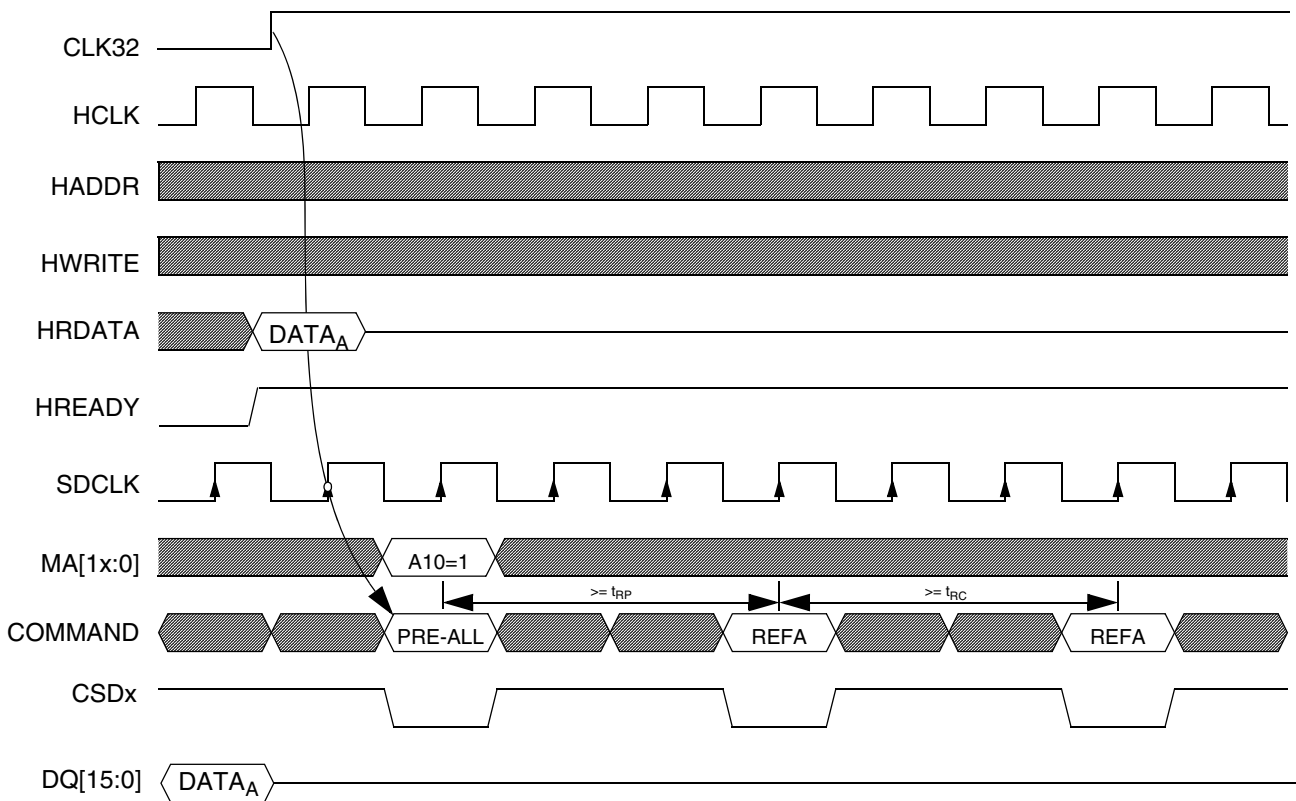 CLK32
HCLK
HADDR
HWRITE
HRDATA DATAA
HREADY
SDCLK
MA[1x:0] A10=1
>= tRP >= tRC
COMMAND PRE-ALL REFA REFA
CSDx
DQ[15:0] DATAA